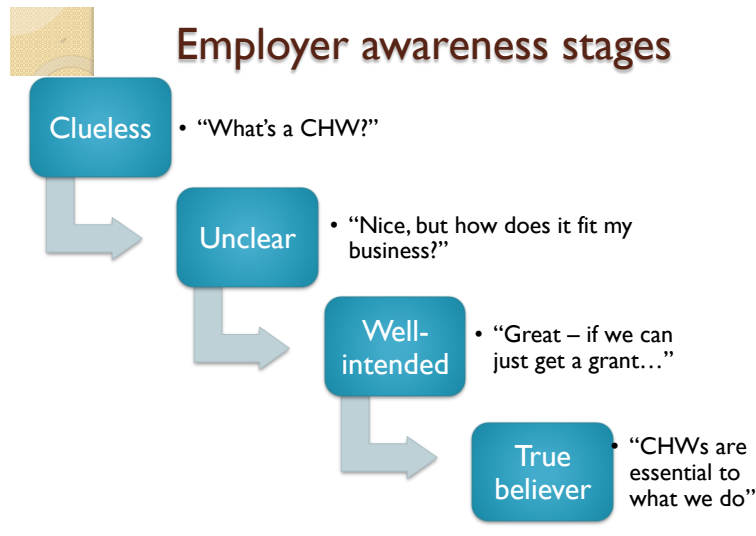 Employer awareness stages
Clueless
• “What’s a CHW?”
Unclear
• “Nice, but how does it fit my
business?”
Well-
intended
• “Great – if we can
just get a grant…”
True
believer
• “CHWs are
essential to
what we do”